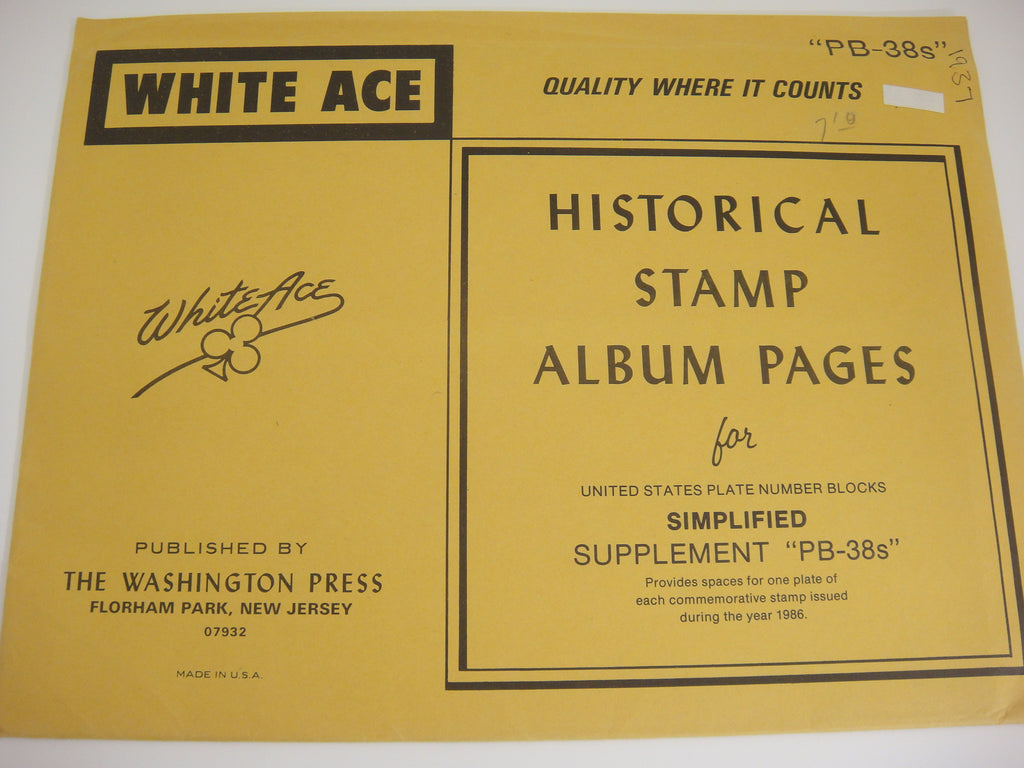 "PB-38s"
1937
WHITE ACE
QUALITY WHERE IT COUNTS
HISTORICAL
STAMP
ALBUM PAGES
for
UNITED STATES PLATE NUMBER BLOCKS
SIMPLIFIED
SUPPLEMENT "PB-38s"
Provides spaces for one plate of
each commemorative stamp issued
during the year 1986.
White Ace
PUBLISHED BY
THE WASHINGTON PRESS
FLORHAM PARK, NEW JERSEY
07932
MADE IN U.S.A.